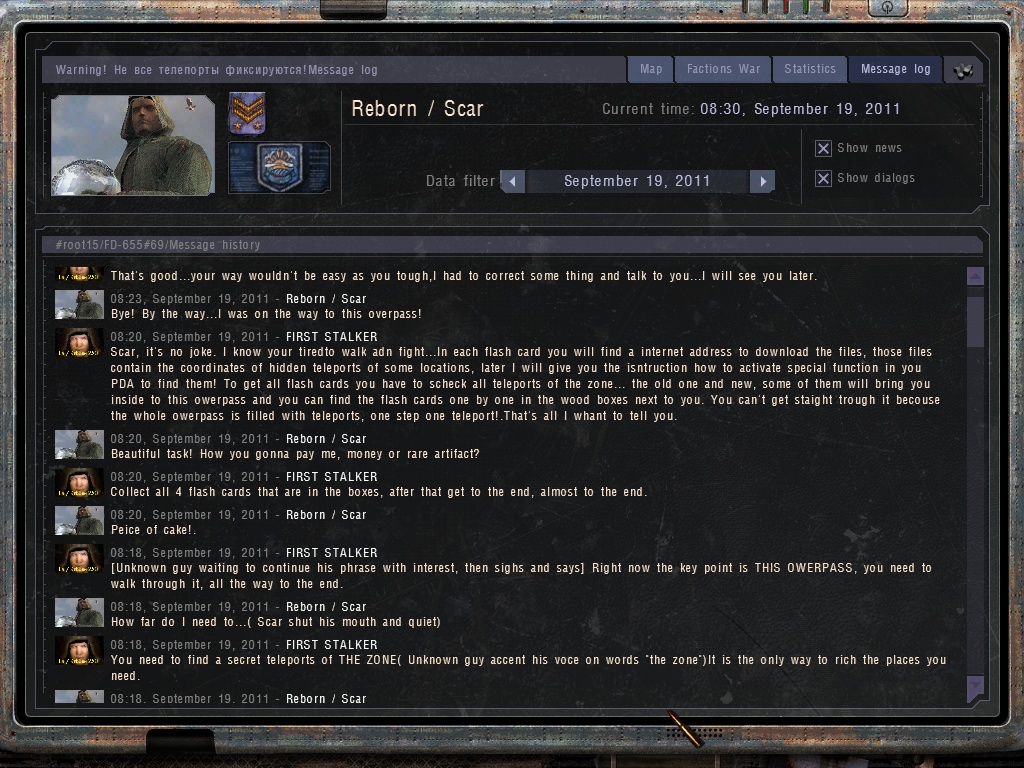 Warning! Не все телепорты фиксируются!Message log
Map
Factions War
Statistics
Message log
Reborn / Scar
Current time: 08:30, September 19, 2011
Show news
Data filter
September 19, 2011
Show dialogs
#root15/FD-655#69/Message history
That's good...your way wouldn't be easy as you tough,I had to correct some thing and talk to you...I will see you later.
08:23, September 19, 2011 - Reborn / Scar
Bye! By the way...I was on the way to this overpass!
08:20, September 19, 2011 - FIRST STALKER
Scar, it's no joke. I know your tiredto walk adn fight...In each flash card you will find a internet address to download the files, those files
contain the coordinates of hidden teleports of some locations, later I will give you the isntruction how to activate special function in you
PDA to find them! To get all flash cards you have to scheck all teleports of the zone... the old one and new, some of them will bring you
inside to this owerpass and you can find the flash cards one by one in the wood boxes next to you. You can't get staight trough it becouse
the whole owerpass is filled with teleports, one step one teleport!.That's all I whant to tell you.
08:20, September 19, 2011 - Reborn / Scar
Beautiful task! How you gonna pay me, money or rare artifact?
08:20, September 19, 2011 - FIRST STALKER
Collect all 4 flash cards that are in the boxes, after that get to the end, almost to the end.
08:20, September 19, 2011 - Reborn / Scar
Peice of cake!.
08:18, September 19, 2011 - FIRST STALKER
[Unknown guy waiting to continue his phrase with interest, then sighs and says] Right now the key point is THIS OWERPASS, you need to
walk through it, all the way to the end.
08:18, September 19, 2011 - Reborn / Scar
How far do I need to...( Scar shut his mouth and quiet)
08:18, September 19, 2011 - FIRST STALKER
You need to find a secret teleports of THE ZONE( Unknown guy accent his voce on words "the zone")It is the only way to rich the places you
need.
08:18, September 19, 2011 - Reborn / Scar